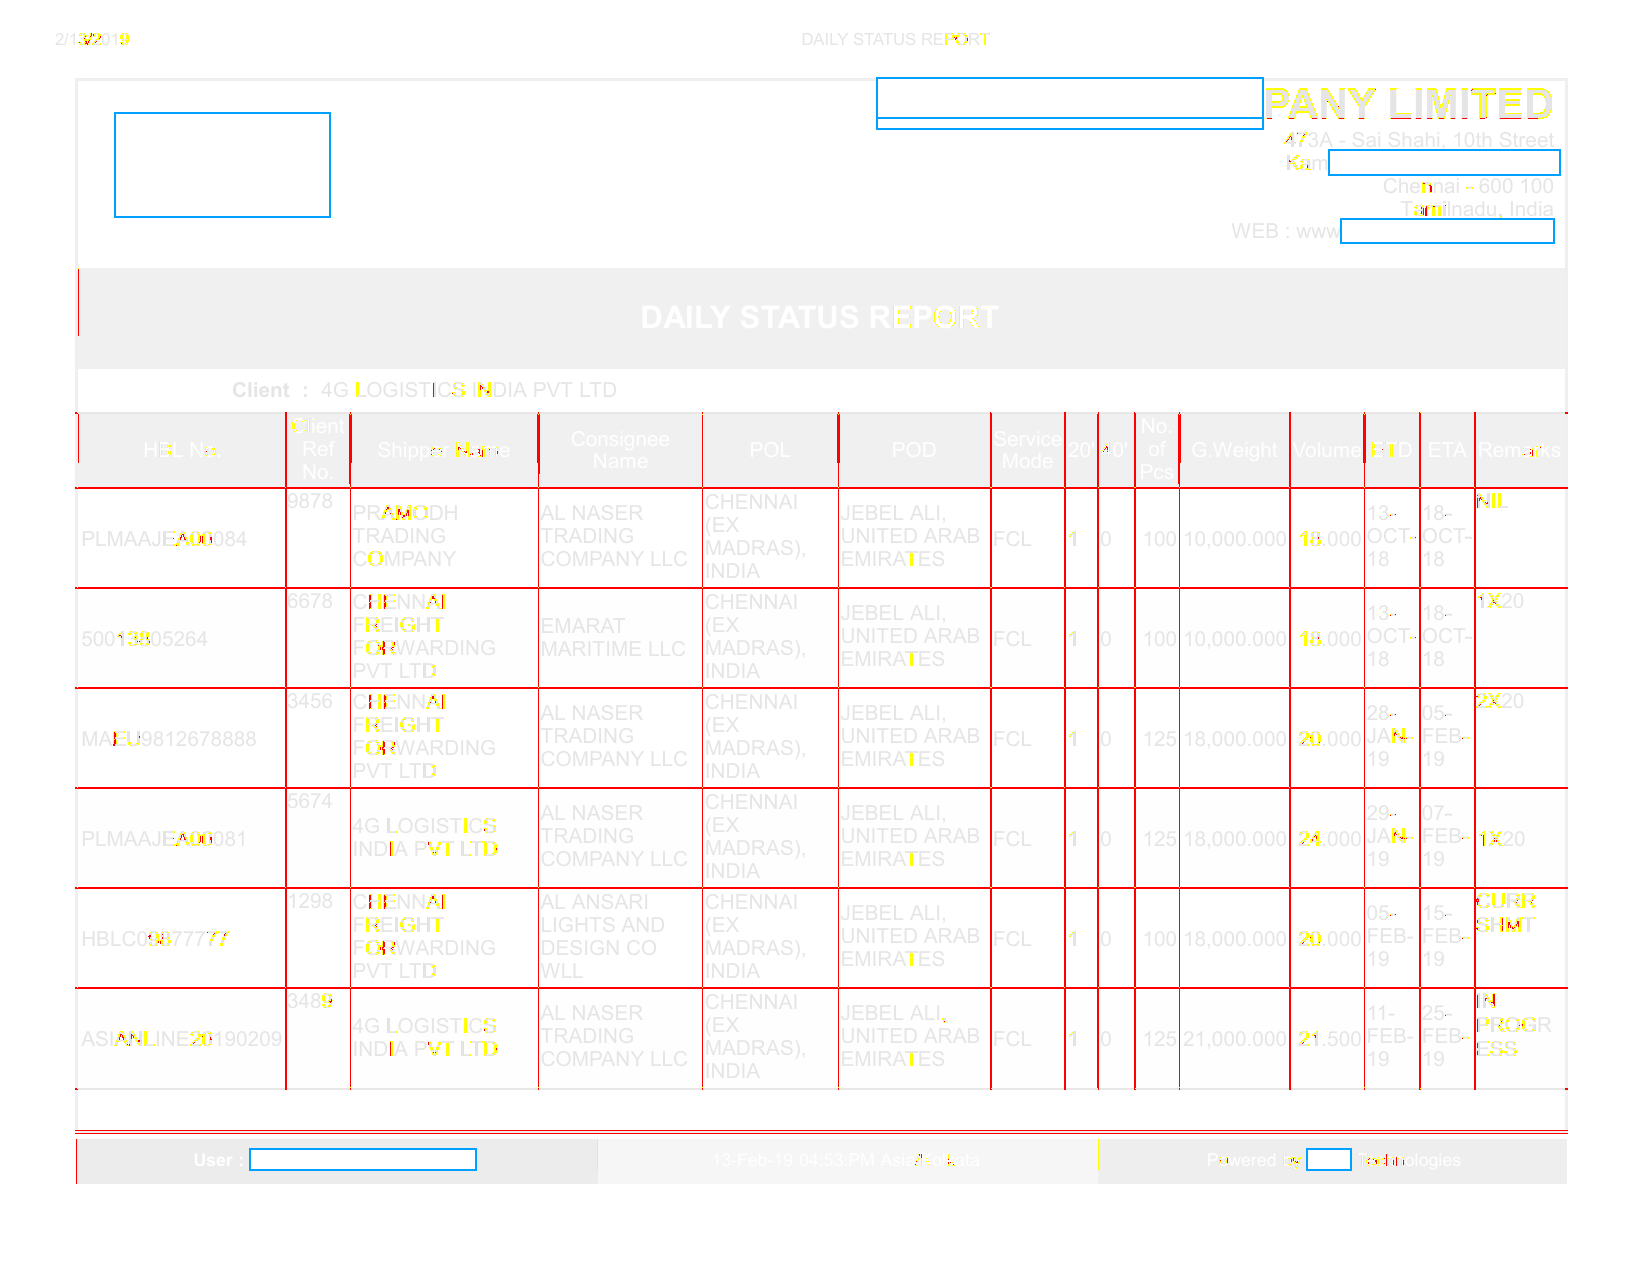 2/13/2019 DAILY STATUS REPORT
PANY LIMITED
473A - Sai Shahi, 10th Street
Kam
Chennai - 600 100
Tamilnadu, India
WEB : www
DAILY STATUS REPORT
Client : 4G LOGISTICS INDIA PVT LTD
HBL No. Client Ref No. Shipper Name Consignee Name POL POD Service Mode 20' 40' No. of Pcs G.Weight Volume ETD ETA Remarks
PLMAAJEA00084 9878 PRAMODH TRADING COMPANY AL NASER TRADING COMPANY LLC CHENNAI (EX MADRAS), INDIA JEBEL ALI, UNITED ARAB EMIRATES FCL 1 0 100 10,000.000 18.000 13-OCT-18 18-OCT-18 NIL
50013805264 6678 CHENNAI FREIGHT FORWARDING PVT LTD EMARAT MARITIME LLC CHENNAI (EX MADRAS), INDIA JEBEL ALI, UNITED ARAB EMIRATES FCL 1 0 100 10,000.000 18.000 13-OCT-18 18-OCT-18 1X20
MAEU9812678888 3456 CHENNAI FREIGHT FORWARDING PVT LTD AL NASER TRADING COMPANY LLC CHENNAI (EX MADRAS), INDIA JEBEL ALI, UNITED ARAB EMIRATES FCL 1 0 125 18,000.000 20.000 28-JAN-19 05-FEB-19 2X20
PLMAAJEA00081 5674 4G LOGISTICS INDIA PVT LTD AL NASER TRADING COMPANY LLC CHENNAI (EX MADRAS), INDIA JEBEL ALI, UNITED ARAB EMIRATES FCL 1 0 125 18,000.000 24.000 29-JAN-19 07-FEB-19 1X20
HBLC09877777 1298 CHENNAI FREIGHT FORWARDING PVT LTD AL ANSARI LIGHTS AND DESIGN CO WLL CHENNAI (EX MADRAS), INDIA JEBEL ALI, UNITED ARAB EMIRATES FCL 1 0 100 18,000.000 20.000 05-FEB-19 15-FEB-19 CURR SHMT
ASIANLINE20190209 3489 4G LOGISTICS INDIA PVT LTD AL NASER TRADING COMPANY LLC CHENNAI (EX MADRAS), INDIA JEBEL ALI, UNITED ARAB EMIRATES FCL 1 0 125 21,000.000 21.500 11-FEB-19 25-FEB-19 IN PROGRESS
User : 13-Feb-19 04:53:PM Asia/Kolkata Powered by Technologies